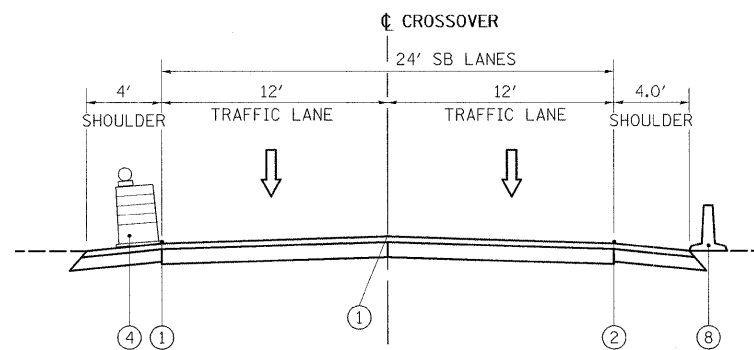 ℄ CROSSOVER
24' SB LANES
4' 12' 12' 4.0'
SHOULDER TRAFFIC LANE TRAFFIC LANE SHOULDER
1
4 1 2 8